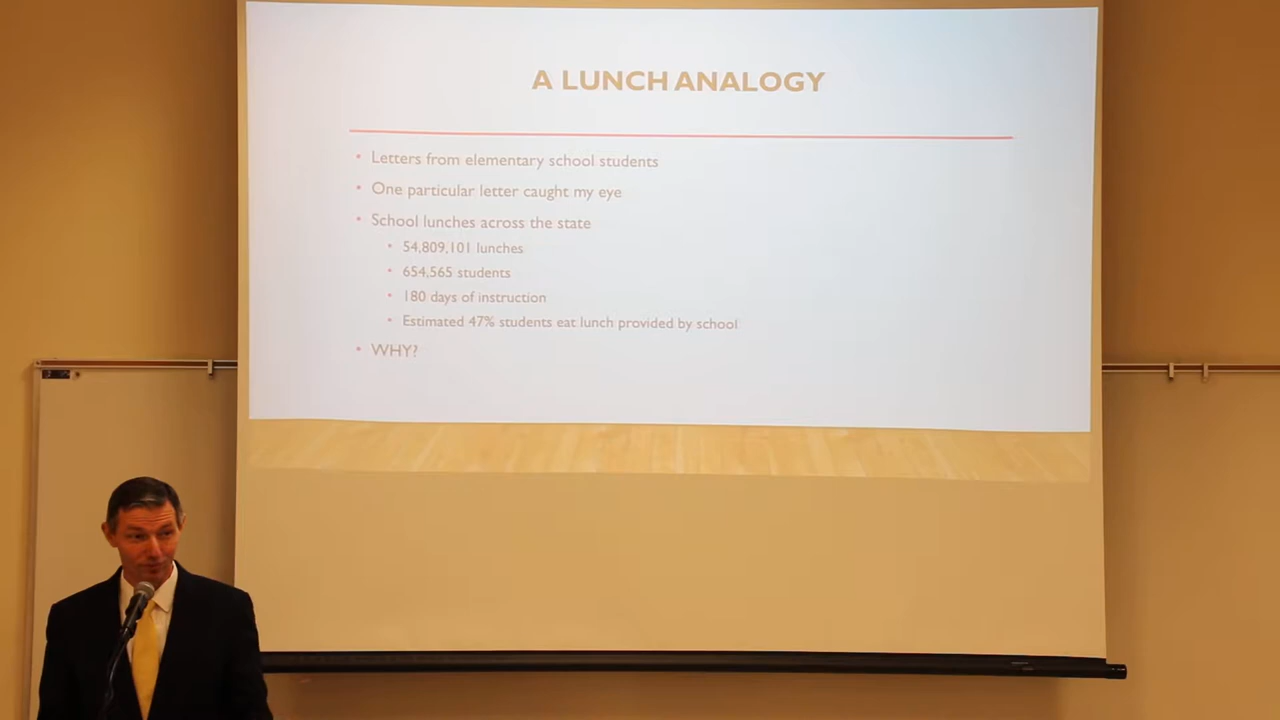 A LUNCH ANALOGY
• Letters from elementary school students
• One particular letter caught my eye
• School lunches across the state
• 54,809,101 lunches
• 654,565 students
• 180 days of instruction
• Estimated 47% students eat lunch provided by school
• WHY?